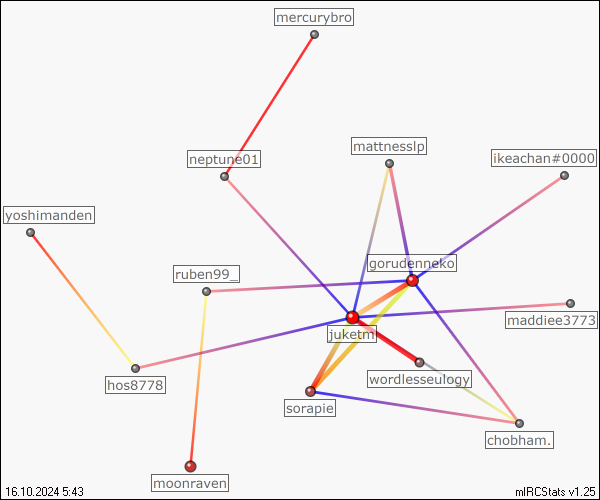 mercurybro
mattnesslp
neptune01
ikeachan#0000
yoshimanden
gorudenneko
ruben99_
maddiee3773
juketm
hos8778
wordlesseulogy
sorapie
chobham.
moonraven
16.10.2024 5:43
mIRCStats v1.25